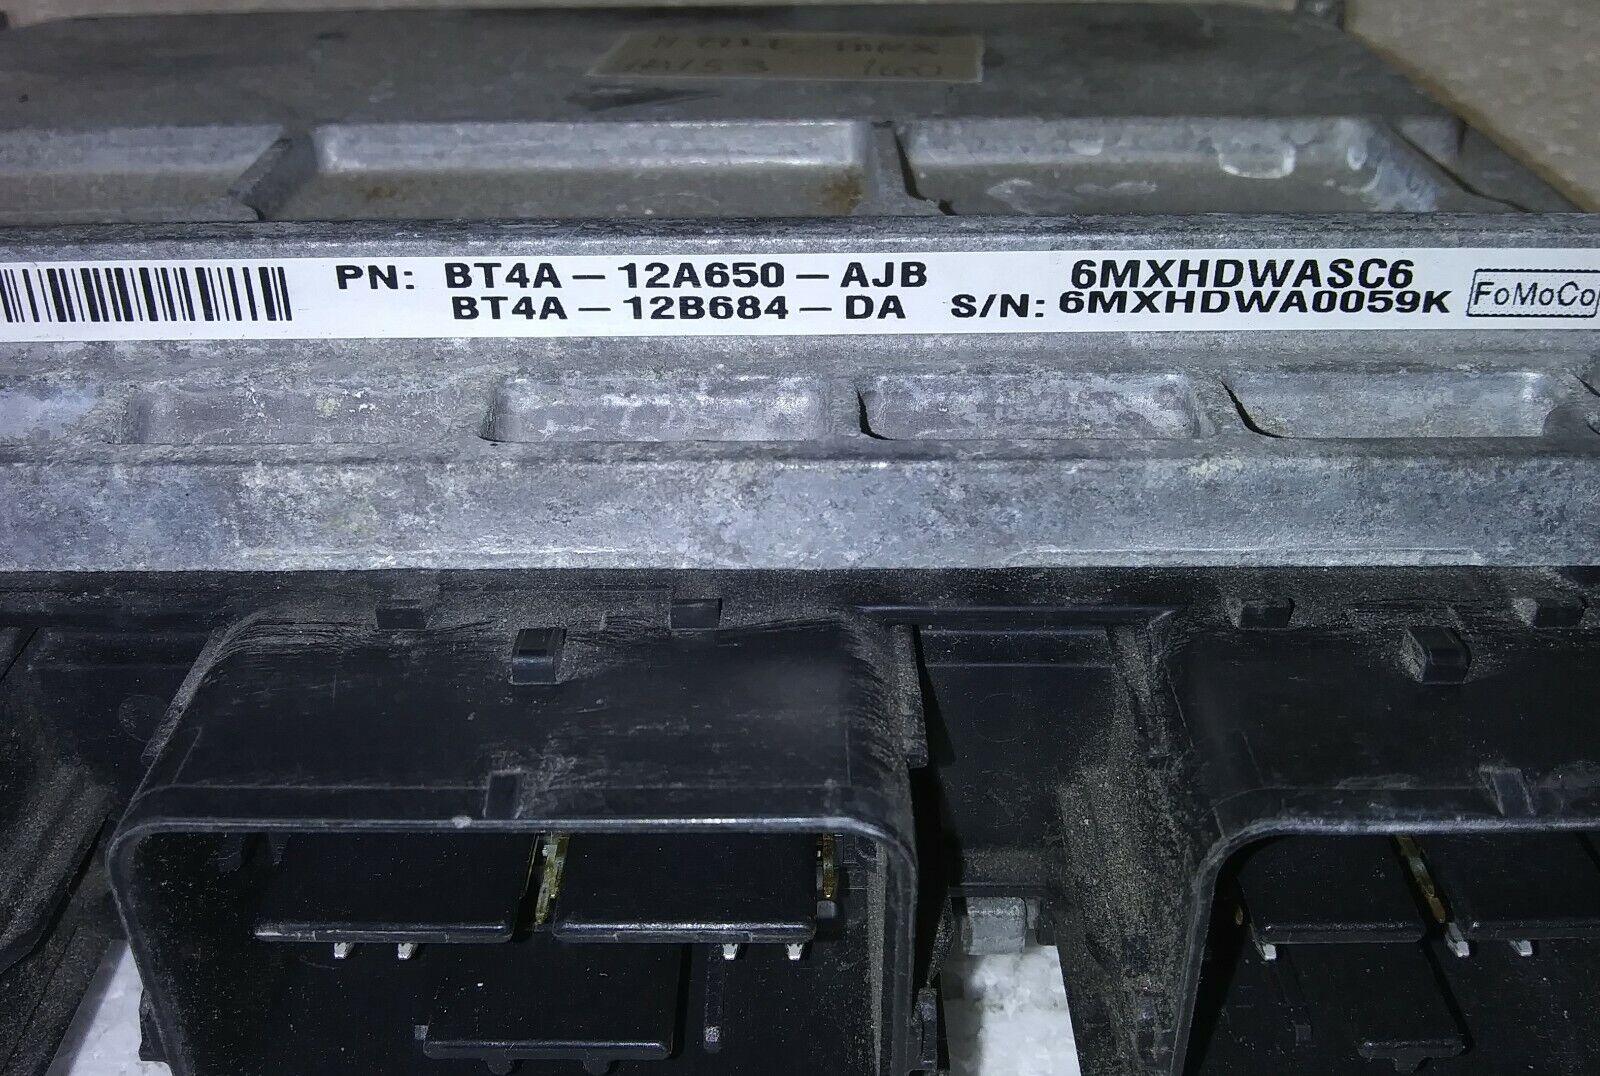 PN: BT4A-12A650-AJB 6MXHDWASC6
BT4A-12B684-DA S/N: 6MXHDWA0059K FoMoCo